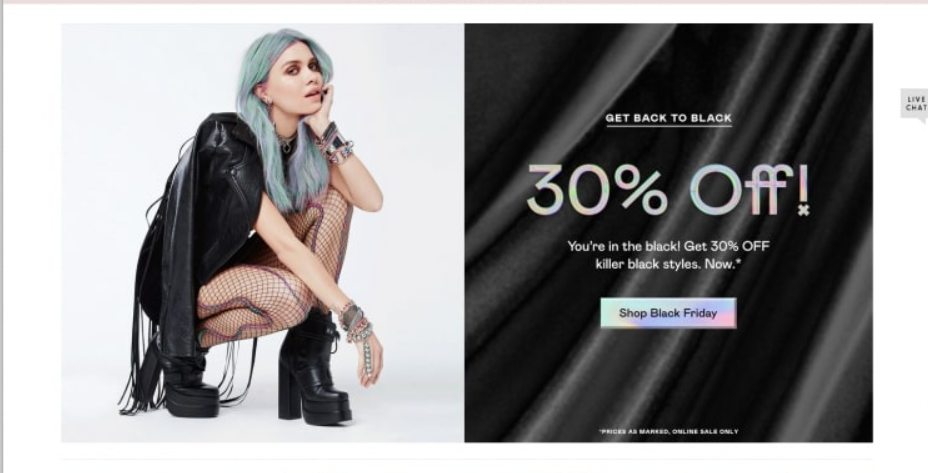 GET BACK TO BLACK
30% Off!
You're in the black! Get 30% OFF
killer black styles. Now.*
Shop Black Friday
*PRICES AS MARKED, ONLINE SALE ONLY
LIVE
CHAT